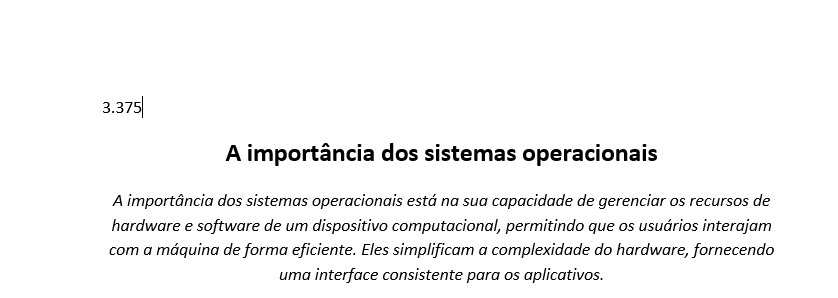 3.375
A importância dos sistemas operacionais
A importância dos sistemas operacionais está na sua capacidade de gerenciar os recursos de
hardware e software de um dispositivo computacional, permitindo que os usuários interajam
com a máquina de forma eficiente. Eles simplificam a complexidade do hardware, fornecendo
uma interface consistente para os aplicativos.